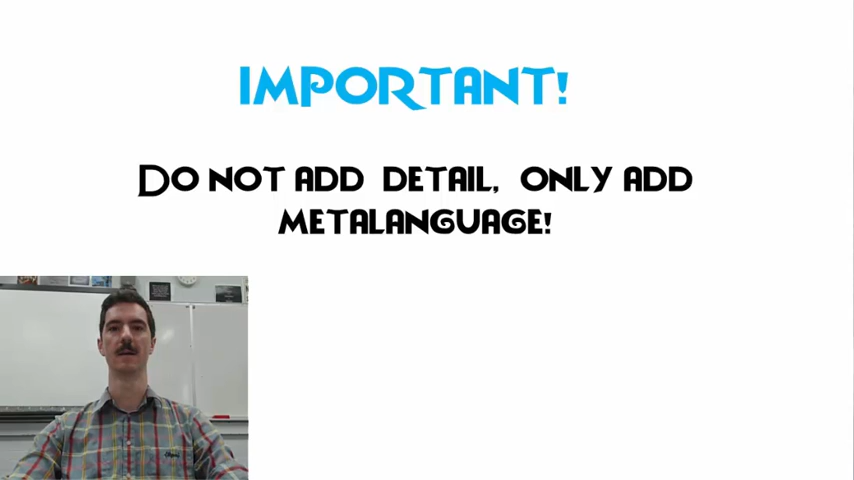 IMPORTANT!
DO NOT ADD DETAIL, ONLY ADD
METALANGUAGE!